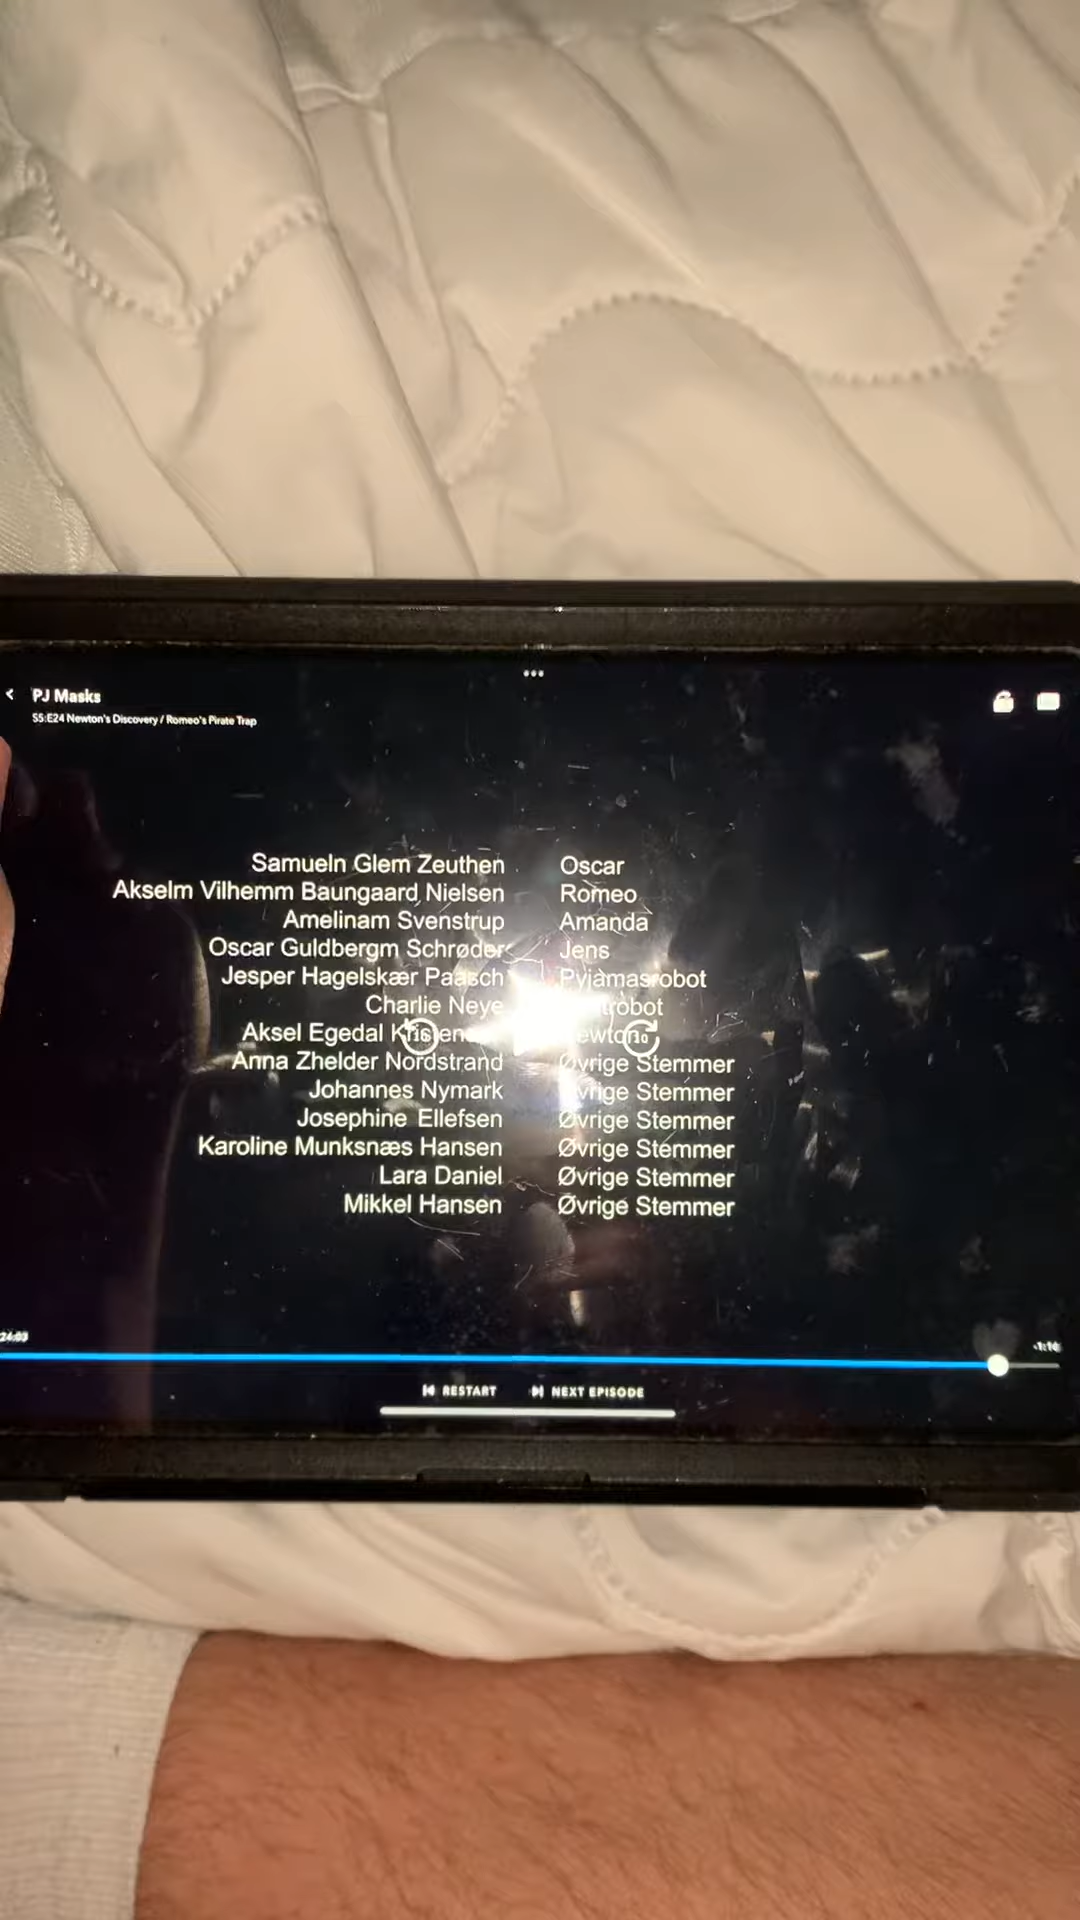 PJ Masks
S5:E24 Newton's Discovery / Romeo's Pirate Trap
Samueln Glem Zeuthen Oscar
Akselm Vilhemm Baungaard Nielsen Romeo
Amelinam Svenstrup Amanda
Oscar Guldbergm Schrøder Jens
Jesper Hagelskær Paasch Pyjamasrobot
Charlie Neye
Aksel Egedal
Anna Zhelder Nordstrand Øvrige Stemmer
Johannes Nymark Øvrige Stemmer
Josephine Ellefsen Øvrige Stemmer
Karoline Munksnæs Hansen Øvrige Stemmer
Lara Daniel Øvrige Stemmer
Mikkel Hansen Øvrige Stemmer
24:03
RESTART NEXT EPISODE